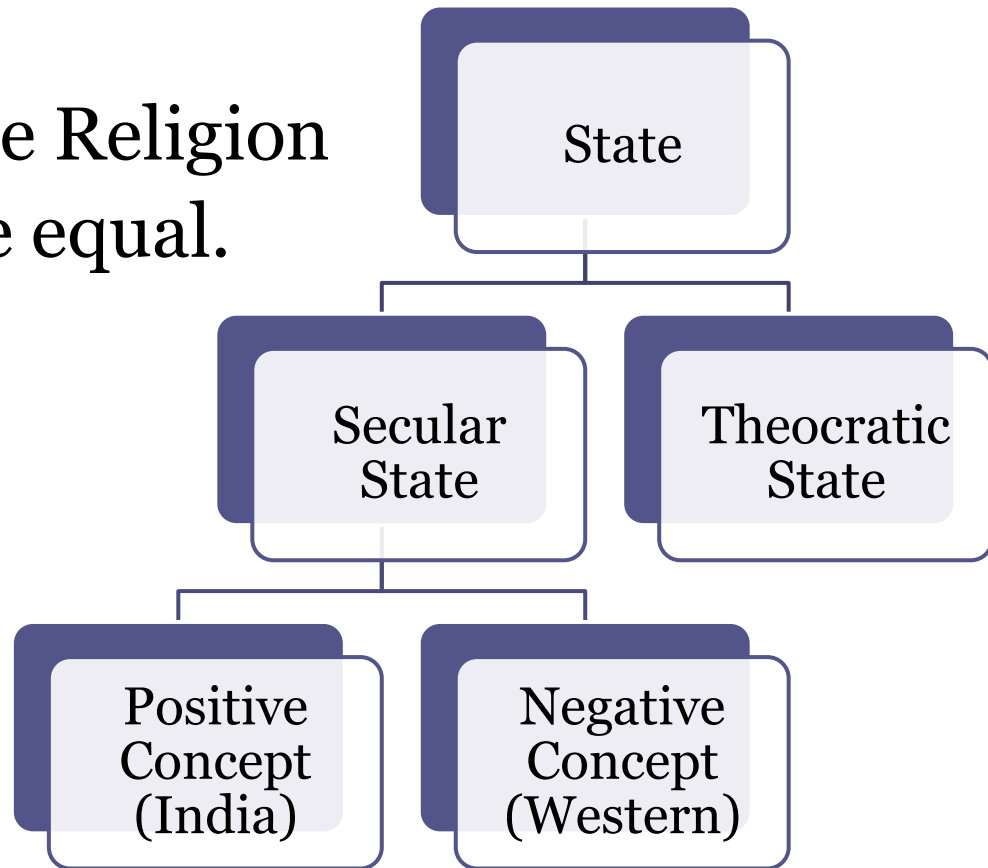 e Religion
e equal.
State
Secular
State
Theocratic
State
Positive
Concept
(India)
Negative
Concept
(Western)